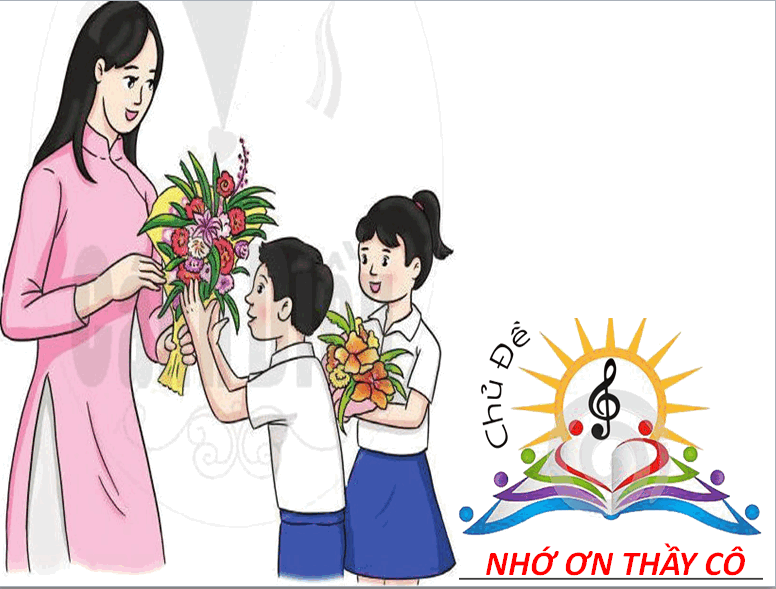 Chủ Đề
NHỚ ƠN THẦY CÔ